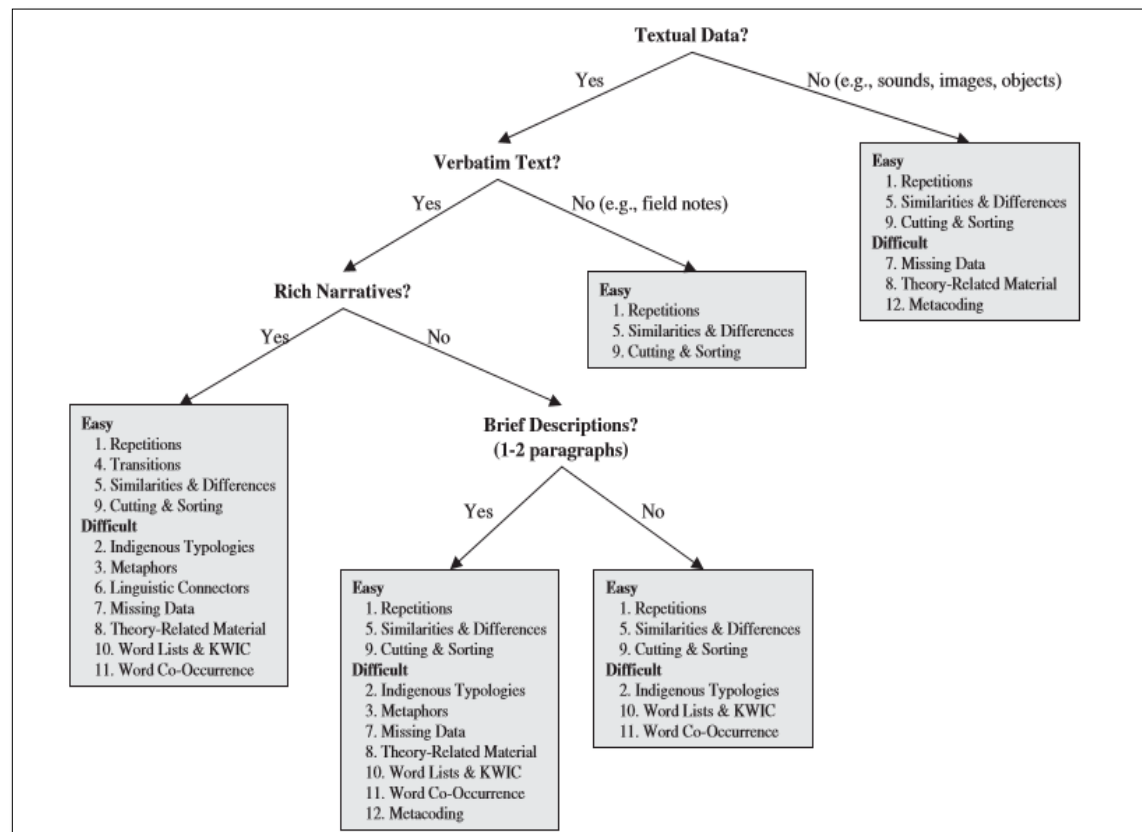 Textual Data?
Yes
No (e.g., sounds, images, objects)
Verbatim Text?
Easy
1. Repetitions
5. Similarities & Differences
9. Cutting & Sorting
Difficult
7. Missing Data
8. Theory-Related Material
12. Metacoding
Yes
No (e.g., field notes)
Rich Narratives?
Easy
1. Repetitions
5. Similarities & Differences
9. Cutting & Sorting
Yes
No
Easy
1. Repetitions
4. Transitions
5. Similarities & Differences
9. Cutting & Sorting
Difficult
2. Indigenous Typologies
3. Metaphors
6. Linguistic Connectors
7. Missing Data
8. Theory-Related Material
10. Word Lists & KWIC
11. Word Co-Occurrence
Brief Descriptions?
(1-2 paragraphs)
Yes
No
Easy
1. Repetitions
5. Similarities & Differences
9. Cutting & Sorting
Difficult
2. Indigenous Typologies
3. Metaphors
7. Missing Data
8. Theory-Related Material
10. Word Lists & KWIC
11. Word Co-Occurrence
12. Metacoding
Easy
1. Repetitions
5. Similarities & Differences
9. Cutting & Sorting
Difficult
2. Indigenous Typologies
10. Word Lists & KWIC
11. Word Co-Occurrence